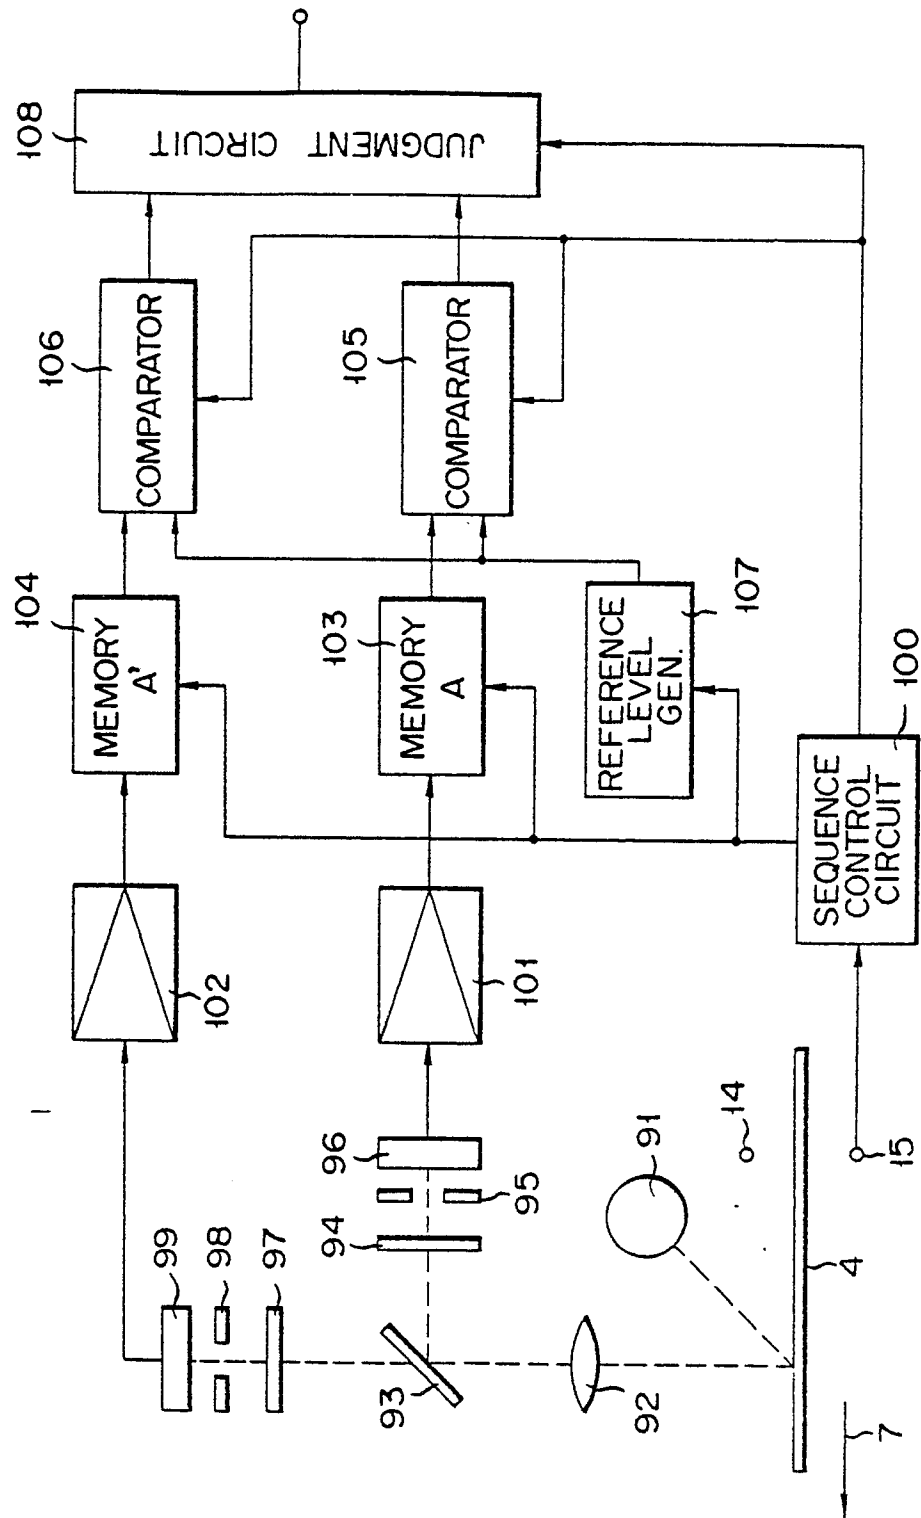 108
JUDGMENT CIRCUIT
106
COMPARATOR
105
COMPARATOR
104
MEMORY
A'
103
MEMORY
A
107
REFERENCE
LEVEL
GEN.
100
SEQUENCE
CONTROL
CIRCUIT
102
101
96
95
94
99
98
97
93
92
91
14
15
4
7